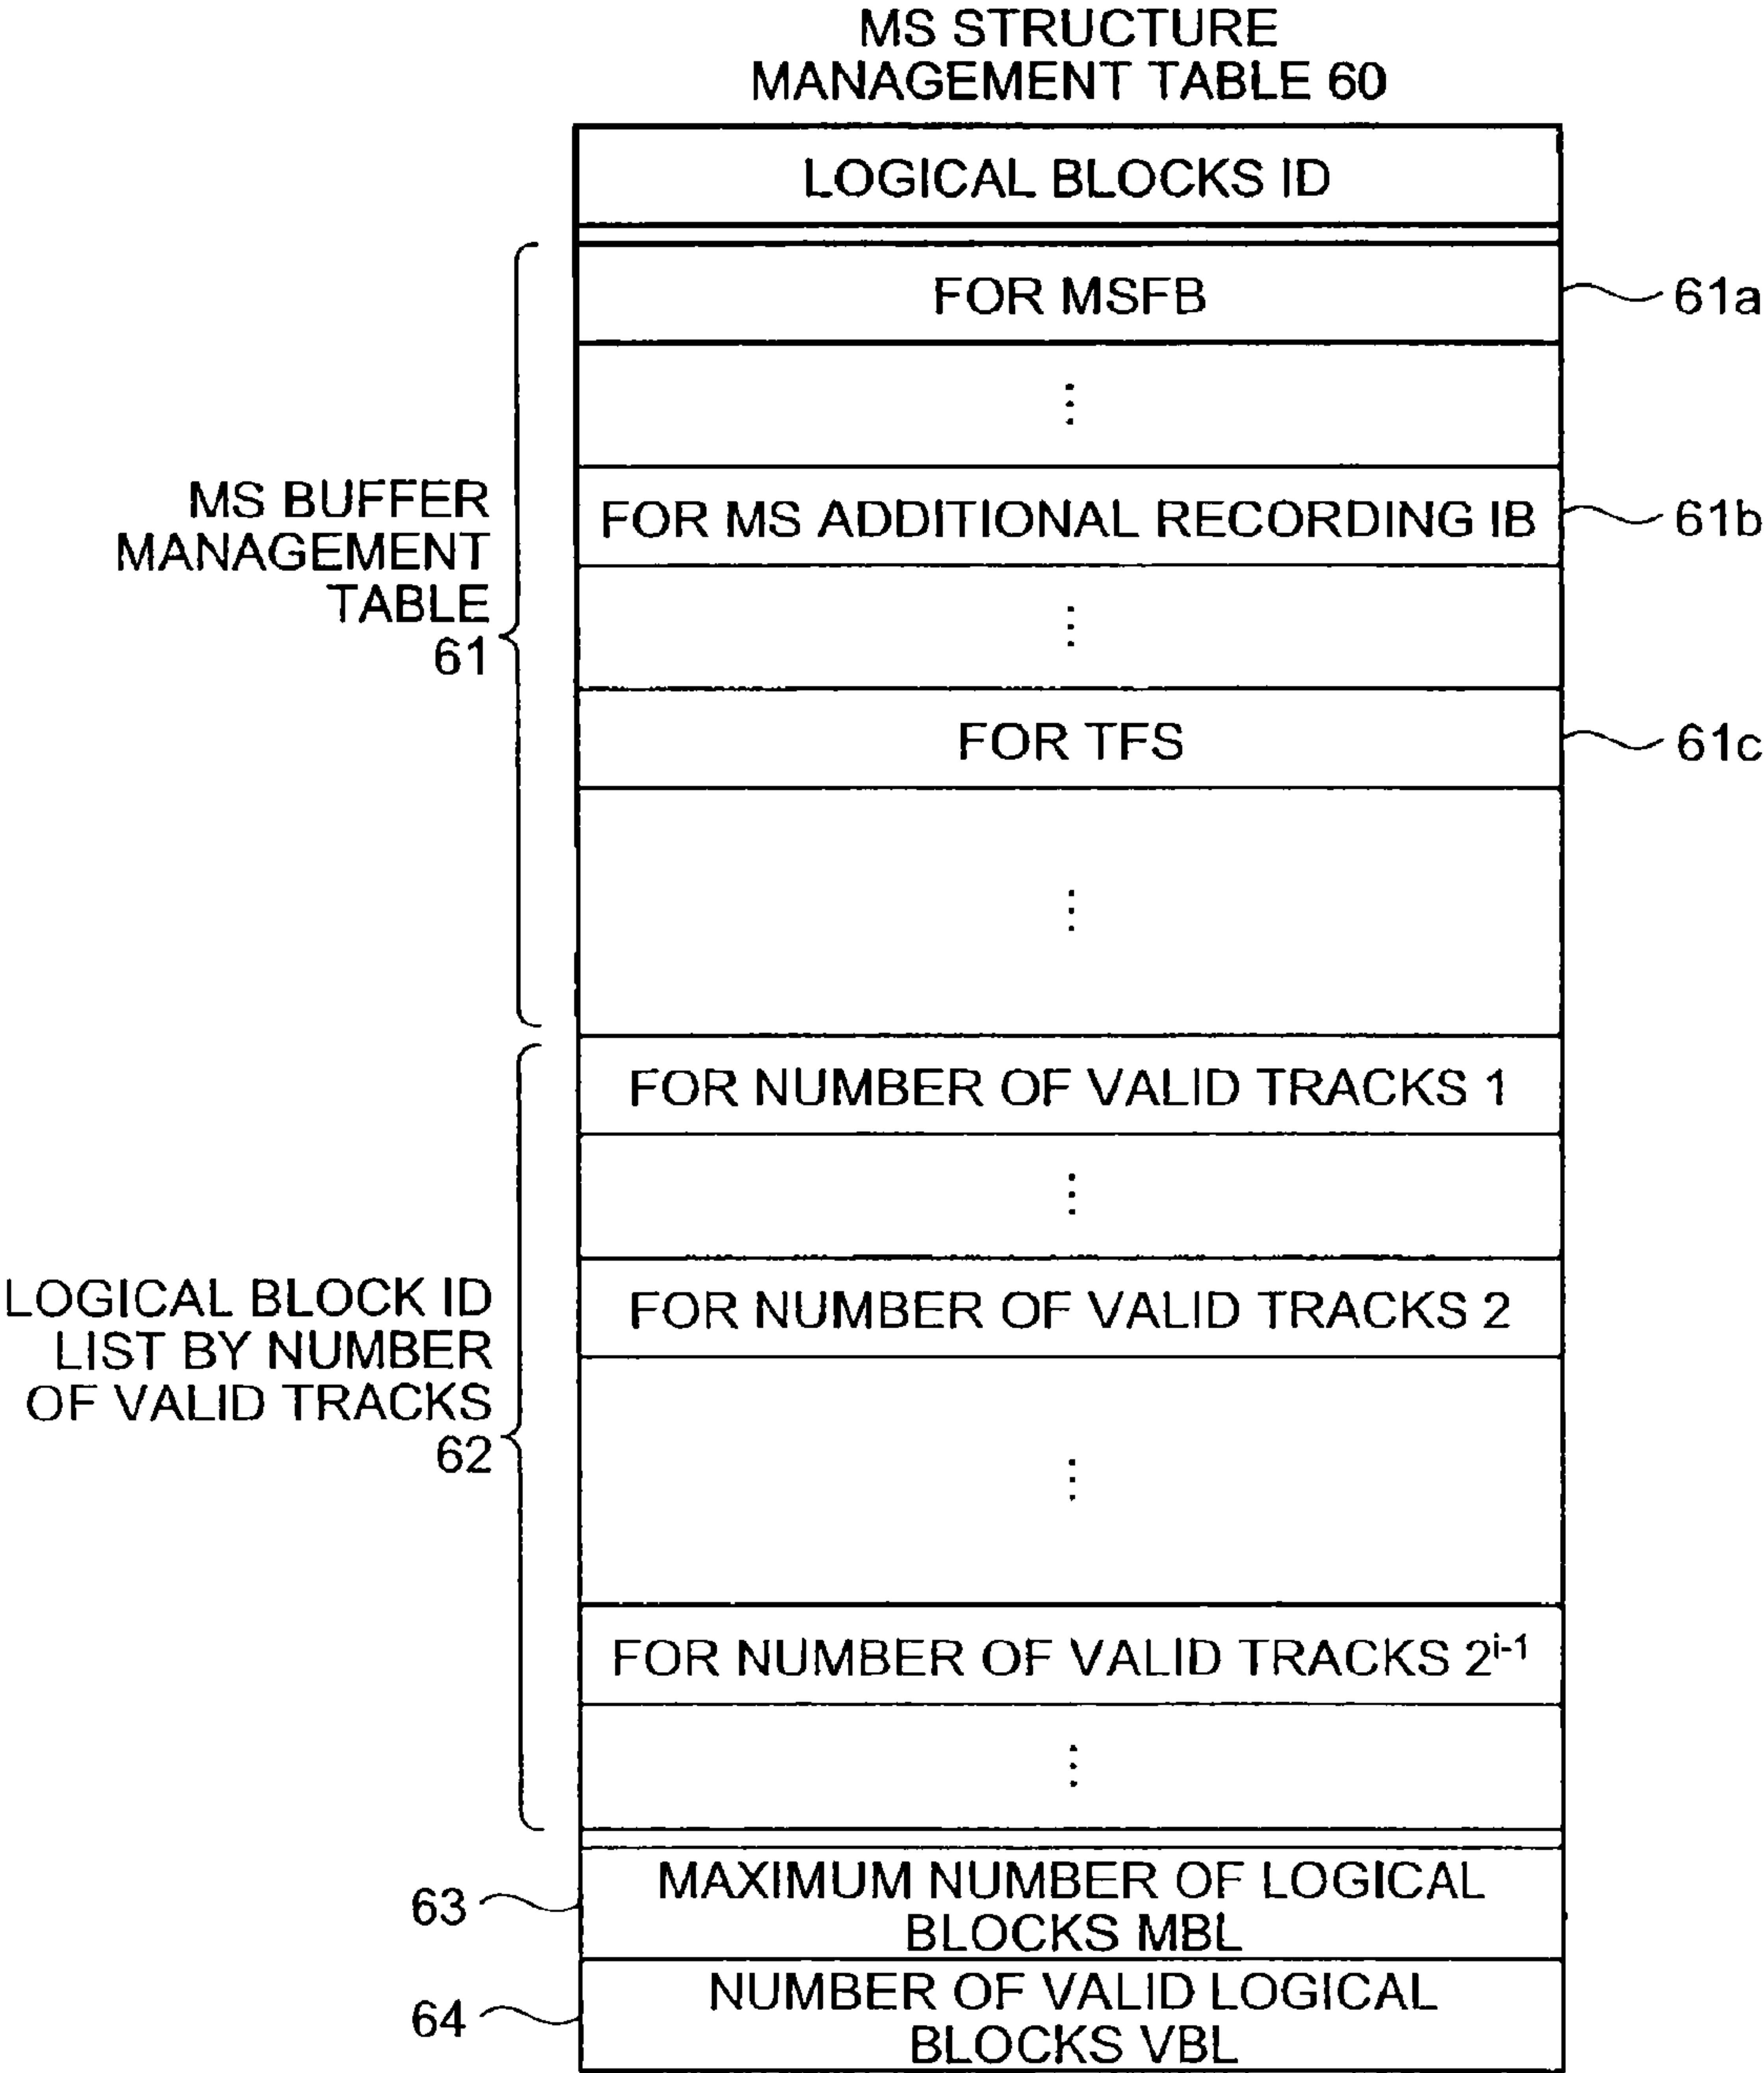 MS STRUCTURE
MANAGEMENT TABLE 60
LOGICAL BLOCKS ID
FOR MSFB
61a
⋮
MS BUFFER
MANAGEMENT
TABLE
61
FOR MS ADDITIONAL RECORDING IB
61b
⋮
FOR TFS
61c
⋮
FOR NUMBER OF VALID TRACKS 1
⋮
LOGICAL BLOCK ID
LIST BY NUMBER
OF VALID TRACKS
62
FOR NUMBER OF VALID TRACKS 2
⋮
FOR NUMBER OF VALID TRACKS 2^{i-1}
⋮
63
MAXIMUM NUMBER OF LOGICAL
BLOCKS MBL
64
NUMBER OF VALID LOGICAL
BLOCKS VBL